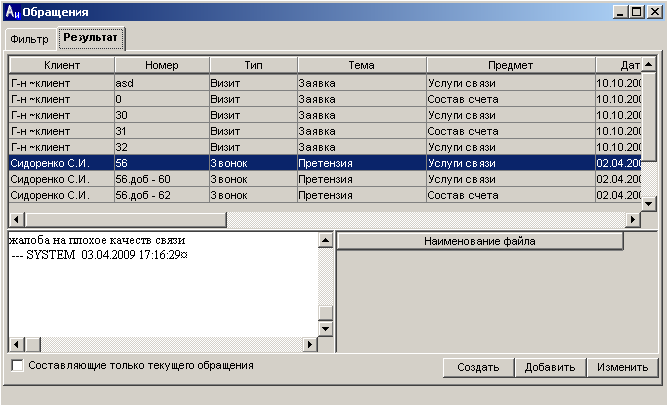 Aи Обращения
Фильтр Результат
Клиент Номер Тип Тема Предмет Дат
Г-н ~клиент asd Визит Заявка Услуги связи 10.10.200
Г-н ~клиент 0 Визит Заявка Состав счета 10.10.200
Г-н ~клиент 30 Визит Заявка Услуги связи 10.10.200
Г-н ~клиент 31 Визит Заявка Состав счета 10.10.200
Г-н ~клиент 32 Визит Заявка Услуги связи 10.10.200
Сидоренко С.И. 56 Звонок Претензия Услуги связи 02.04.200
Сидоренко С.И. 56.доб - 60 Звонок Претензия Услуги связи 02.04.200
Сидоренко С.И. 56.доб - 62 Звонок Претензия Состав счета 02.04.200
жалоба на плохое качеств связи
--- SYSTEM 03.04.2009 17:16:29¤
Наименование файла
Составляющие только текущего обращения
Создать Добавить Изменить